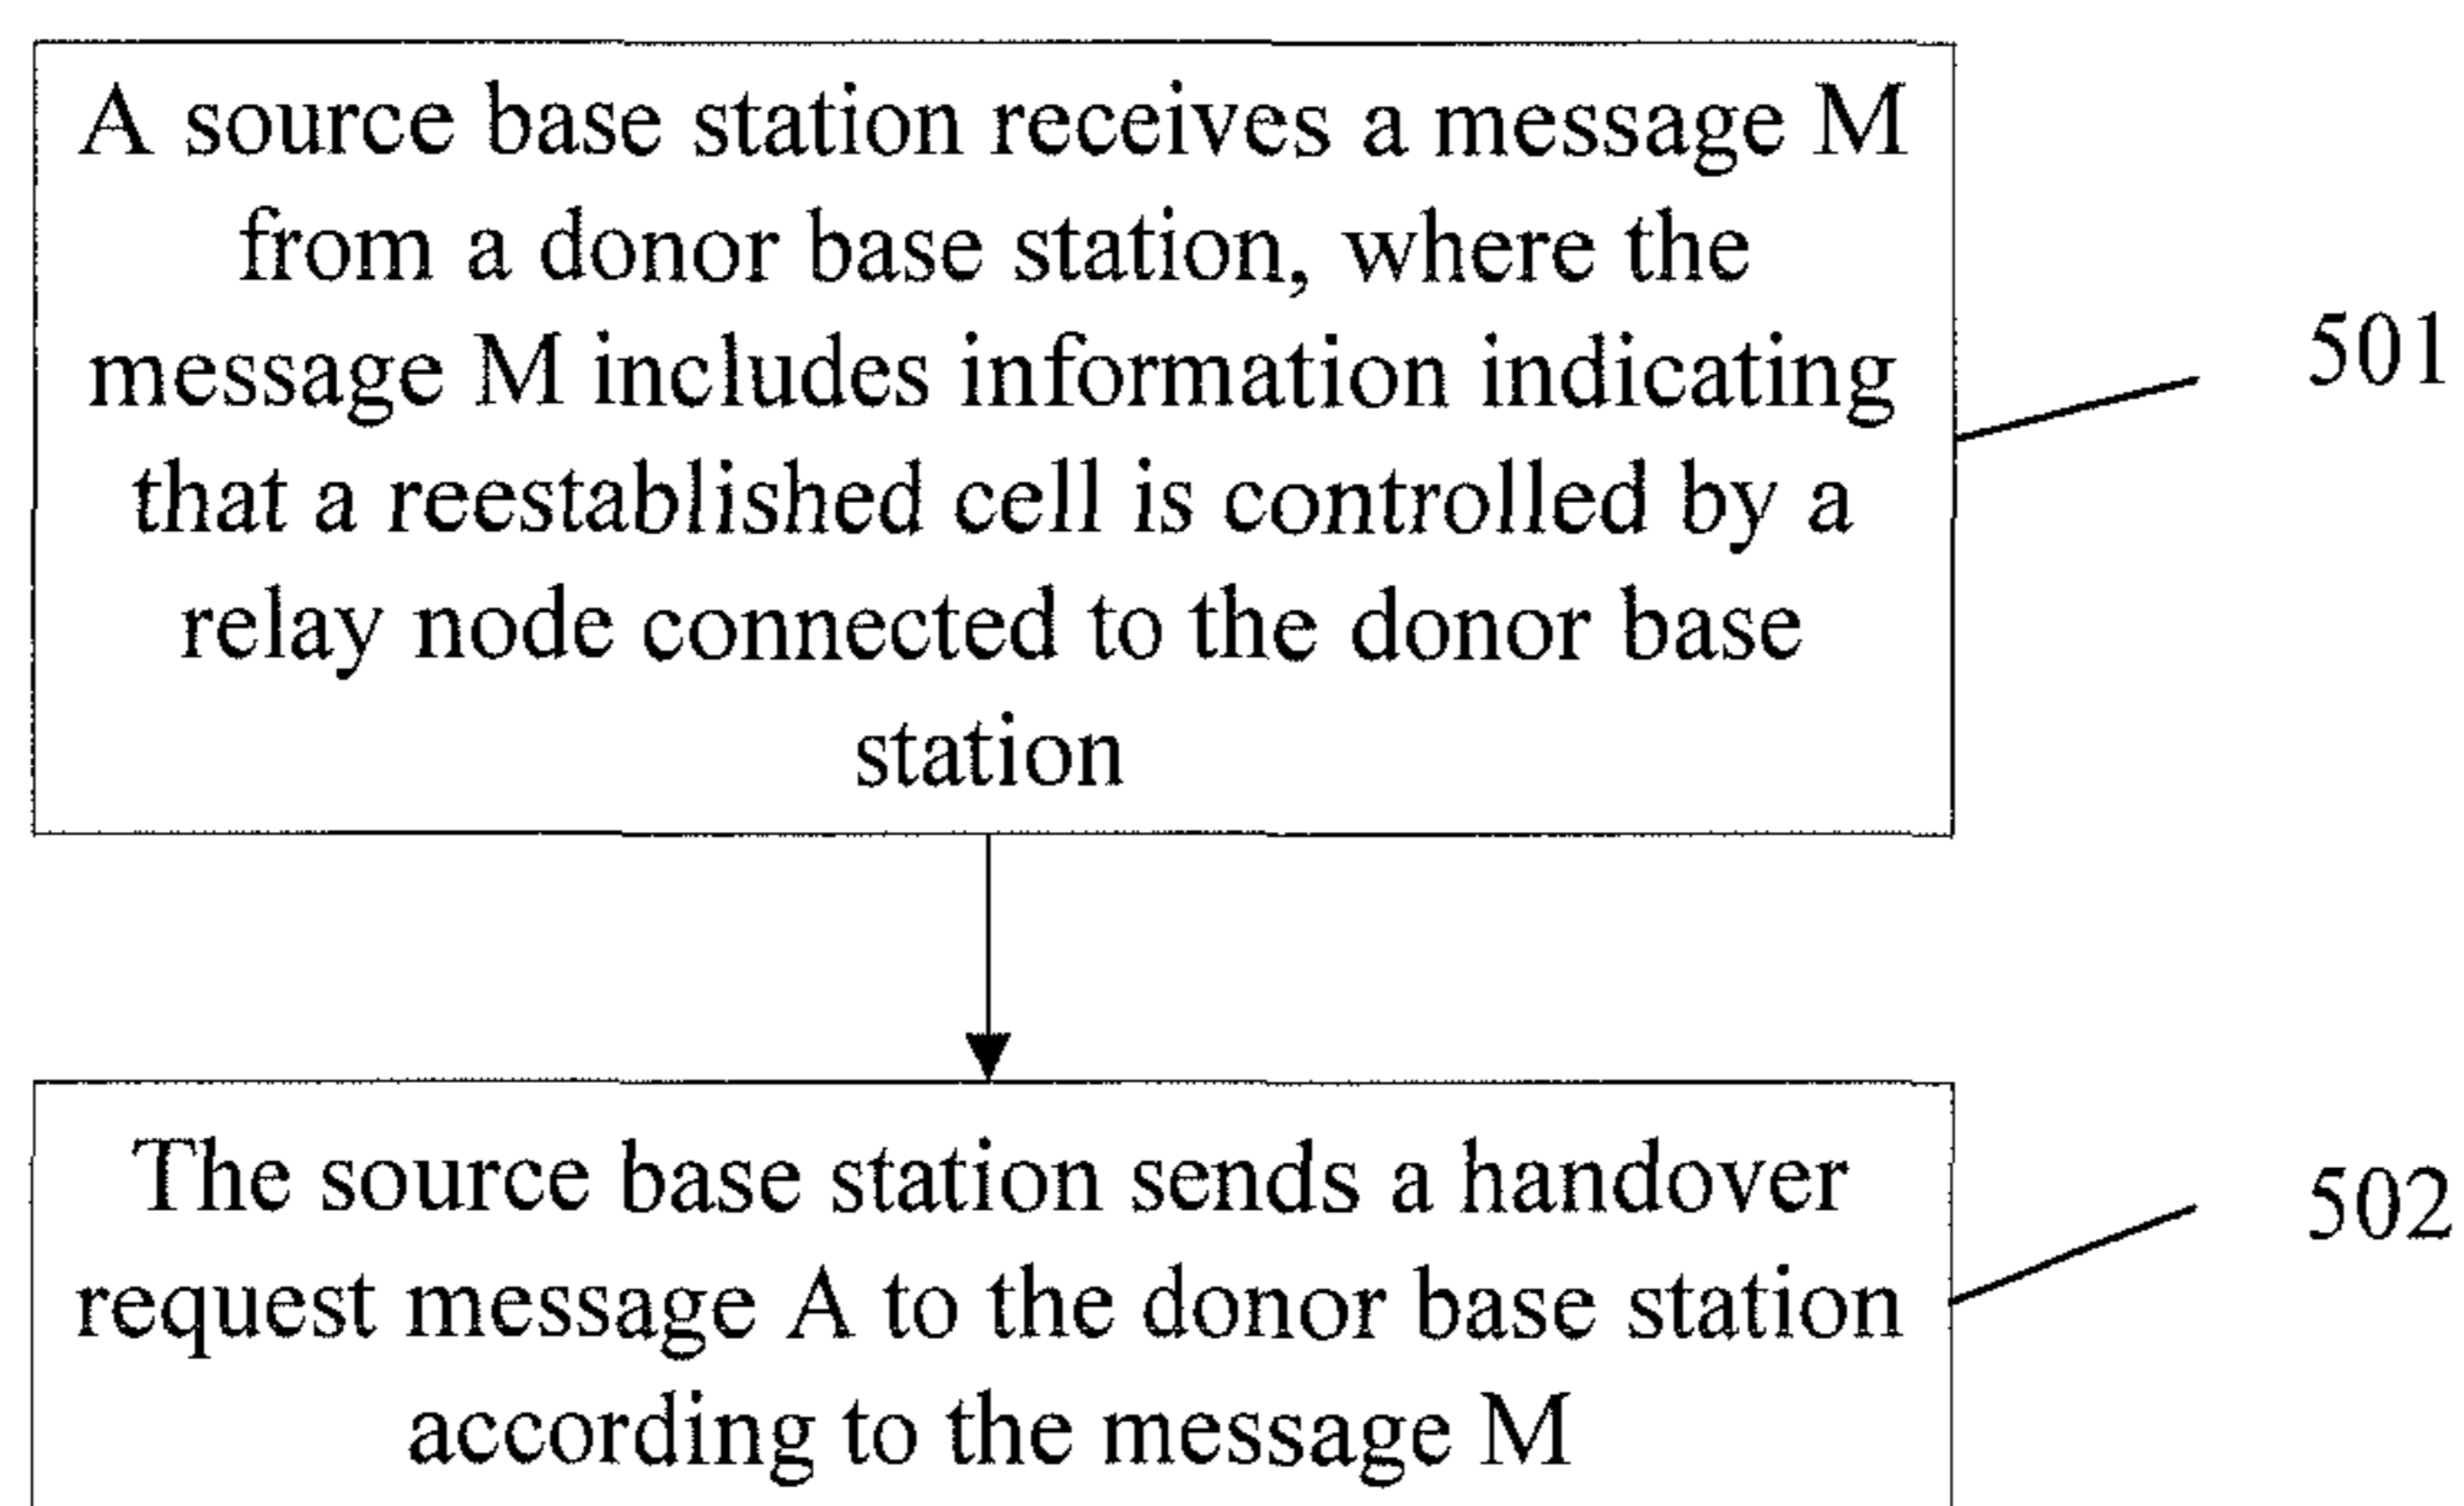 A source base station receives a message M
from a donor base station, where the
message M includes information indicating
that a reestablished cell is controlled by a
relay node connected to the donor base
station
501
The source base station sends a handover
request message A to the donor base station
according to the message M
502